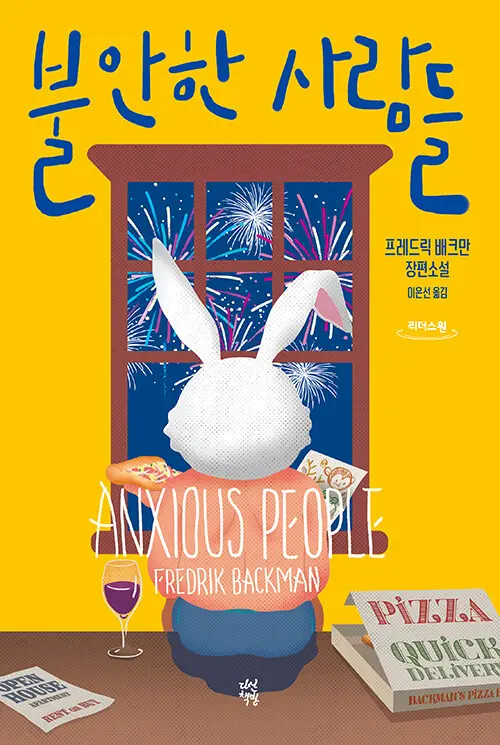 불안한 사람들
프레드릭 배크만
장편소설
이은선 옮김
리더스원
ANXIOUS PEOPLE
FREDRIK BACKMAN
PIZZA
QUICK
DELIVER
BACKMAN'S PIZZA
OPEN
HOUSE
APARTMENT
RENT OR BUY
다산
책방